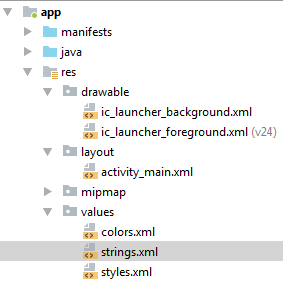 app
manifests
java
res
drawable
ic_launcher_background.xml
ic_launcher_foreground.xml (v24)
layout
activity_main.xml
mipmap
values
colors.xml
strings.xml
styles.xml